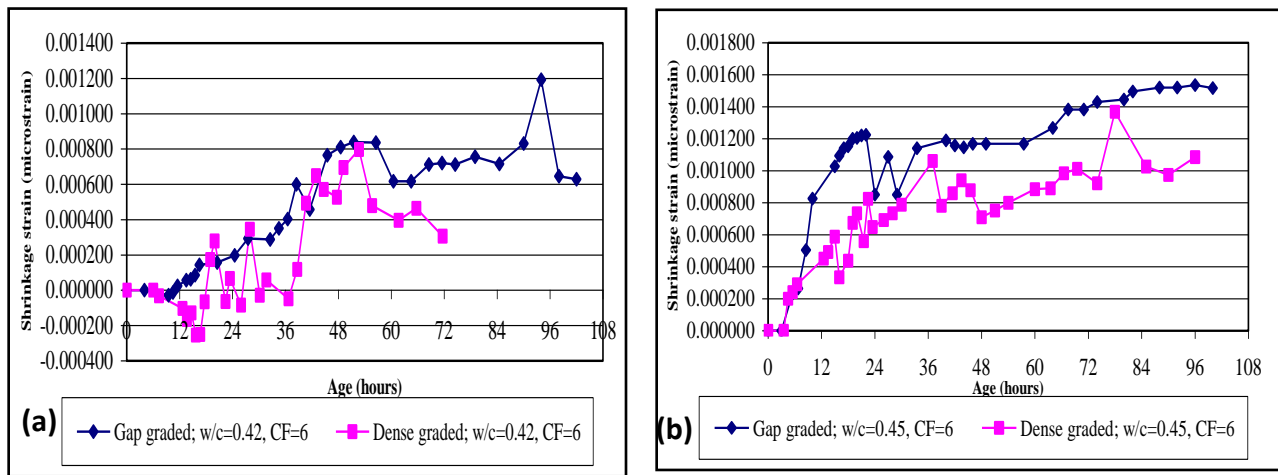 Shrinkage strain (microstrain)
0.001400
0.001200
0.001000
0.000800
0.000600
0.000400
0.000200
0.000000
-0.000200
-0.000400
0 12 24 36 48 60 72 84 96 108
Age (hours)
(a)
Gap graded; w/c=0.42, CF=6 Dense graded; w/c=0.42, CF=6
Shrinkage strain (microstrain)
0.001800
0.001600
0.001400
0.001200
0.001000
0.000800
0.000600
0.000400
0.000200
0.000000
0 12 24 36 48 60 72 84 96 108
Age (hours)
(b)
Gap graded; w/c=0.45, CF=6 Dense graded; w/c=0.45, CF=6